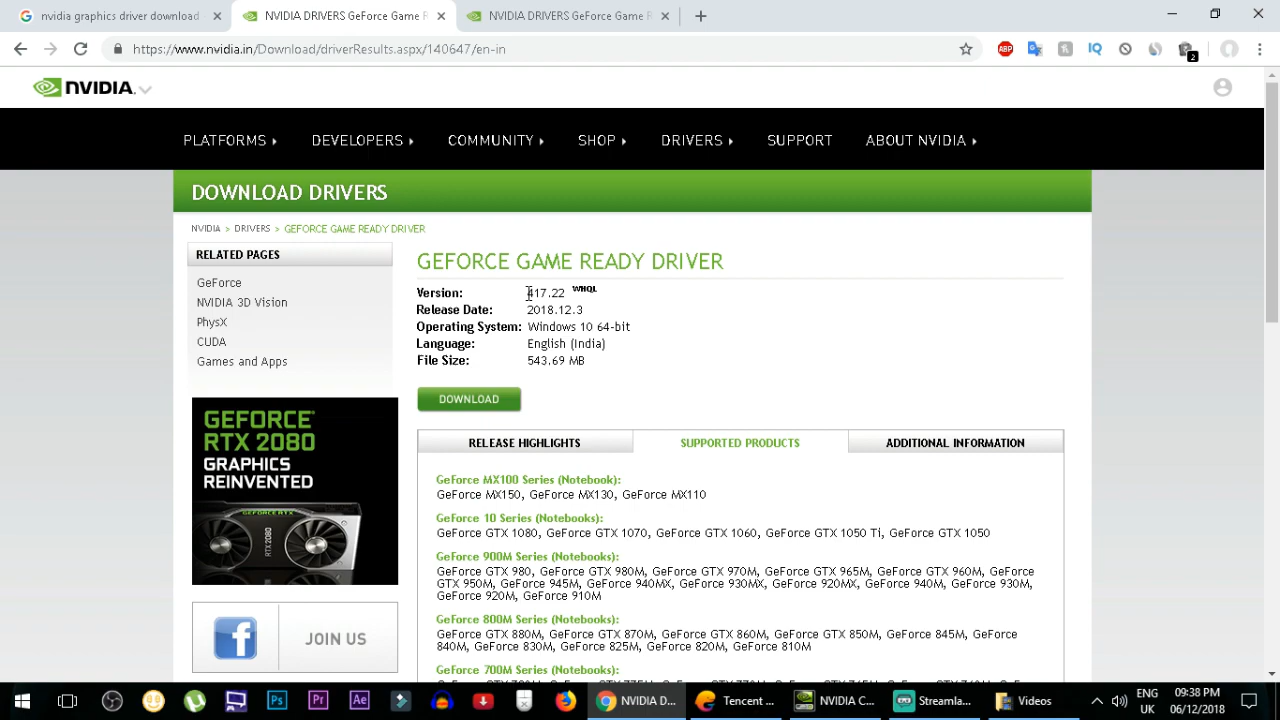 nvidia graphics driver download
NVIDIA DRIVERS GeForce Game R
NVIDIA DRIVERS GeForce Game R
https://www.nvidia.in/Download/driverResults.aspx/140647/en-in
ABP
IQ
2
NVIDIA.
PLATFORMS
DEVELOPERS
COMMUNITY
SHOP
DRIVERS
SUPPORT
ABOUT NVIDIA
DOWNLOAD DRIVERS
NVIDIA > DRIVERS > GEFORCE GAME READY DRIVER
RELATED PAGES
GeForce
NVIDIA 3D Vision
PhysX
CUDA
Games and Apps
GEFORCE
RTX 2080
GRAPHICS
REINVENTED
GEFORCE RTX
RTX 2080
f
JOIN US
GEFORCE GAME READY DRIVER
Version: 417.22 WHQL
Release Date: 2018.12.3
Operating System: Windows 10 64-bit
Language: English (India)
File Size: 543.69 MB
DOWNLOAD
RELEASE HIGHLIGHTS
SUPPORTED PRODUCTS
ADDITIONAL INFORMATION
GeForce MX100 Series (Notebook):
GeForce MX150, GeForce MX130, GeForce MX110
GeForce 10 Series (Notebooks):
GeForce GTX 1080, GeForce GTX 1070, GeForce GTX 1060, GeForce GTX 1050 Ti, GeForce GTX 1050
GeForce 900M Series (Notebooks):
GeForce GTX 980, GeForce GTX 980M, GeForce GTX 970M, GeForce GTX 965M, GeForce GTX 960M, GeForce
GTX 950M, GeForce 945M, GeForce 940MX, GeForce 930MX, GeForce 920MX, GeForce 940M, GeForce 930M,
GeForce 920M, GeForce 910M
GeForce 800M Series (Notebooks):
GeForce GTX 880M, GeForce GTX 870M, GeForce GTX 860M, GeForce GTX 850M, GeForce 845M, GeForce
840M, GeForce 830M, GeForce 825M, GeForce 820M, GeForce 810M
GeForce 700M Series (Notebooks):
Ps
Pr
Ae
NVIDIA D...
Tencent ...
NVIDIA C...
Streamla...
Videos
ENG
UK
09:38 PM
06/12/2018